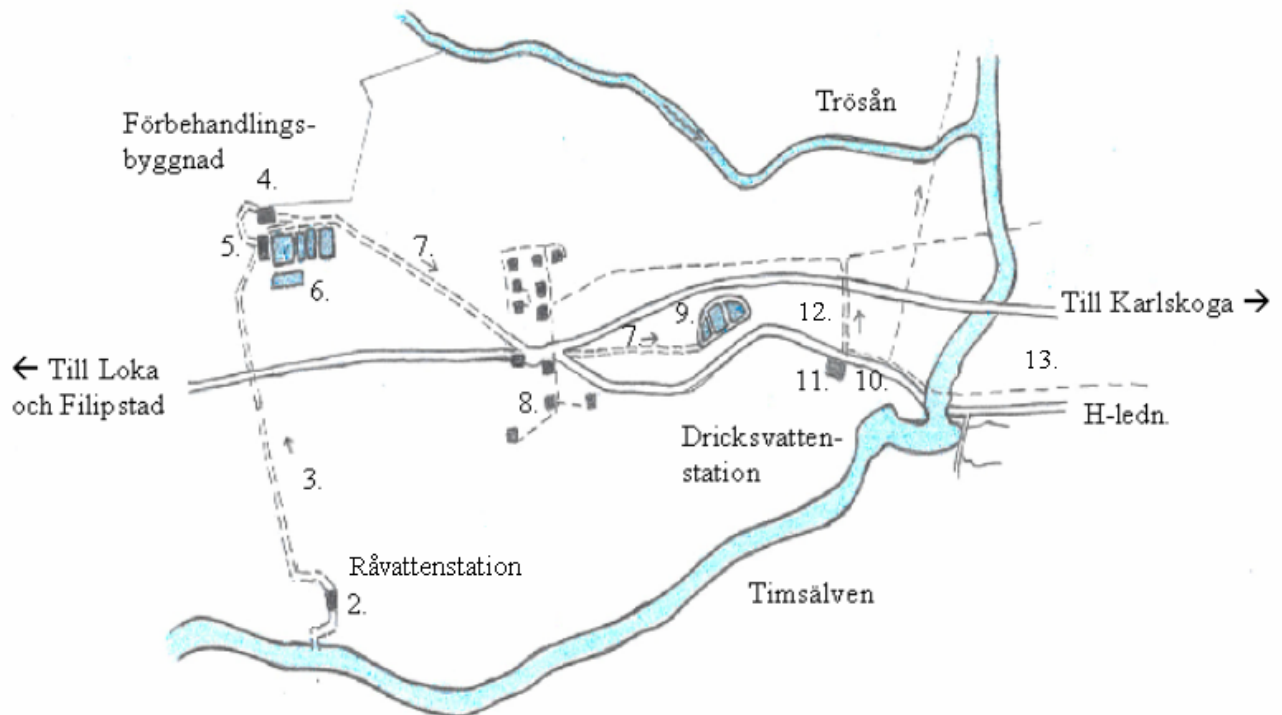 Trösån
Förbehandlings-
byggnad
4.
5.
6.
7.
Till Karlskoga →
9.
12.
7.
13.
← Till Loka
och Filipstad
11.
10.
8.
H-ledn.
Dricksvatten-
station
3.
Råvattenstation
2.
Timsälven